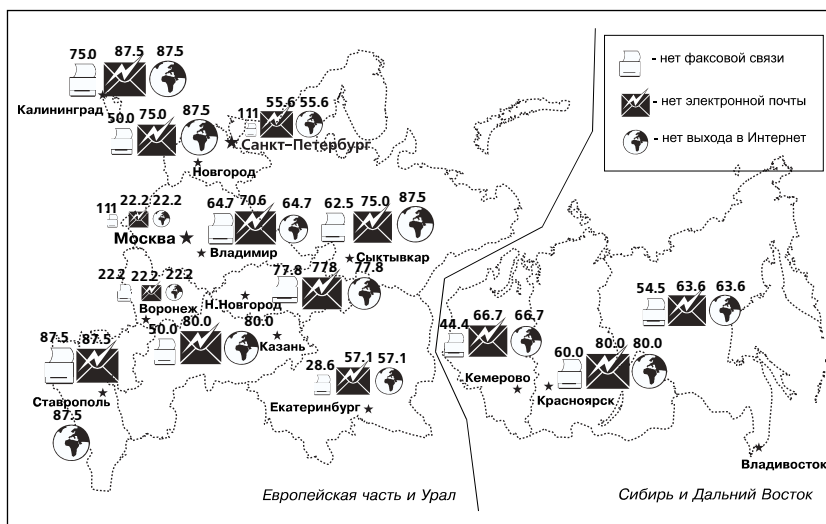 75.0 87.5 87.5
Калининград
50.0 75.0 87.5
Новгород
111 55.6 55.6
Санкт-Петербург
111 22.2 22.2
Москва
64.7 70.6 64.7
Владимир
62.5 75.0 87.5
Сыктывкар
22.2 22.2 22.2
Воронеж
77.8 77.8 77.8
Н.Новгород
50.0 80.0 80.0
Казань
87.5 87.5
Ставрополь
87.5
28.6 57.1 57.1
Екатеринбург
Европейская часть и Урал
- нет факсовой связи
- нет электронной почты
- нет выхода в Интернет
44.4 66.7 66.7
Кемерово
60.0 80.0 80.0
Красноярск
54.5 63.6 63.6
Владивосток
Сибирь и Дальний Восток